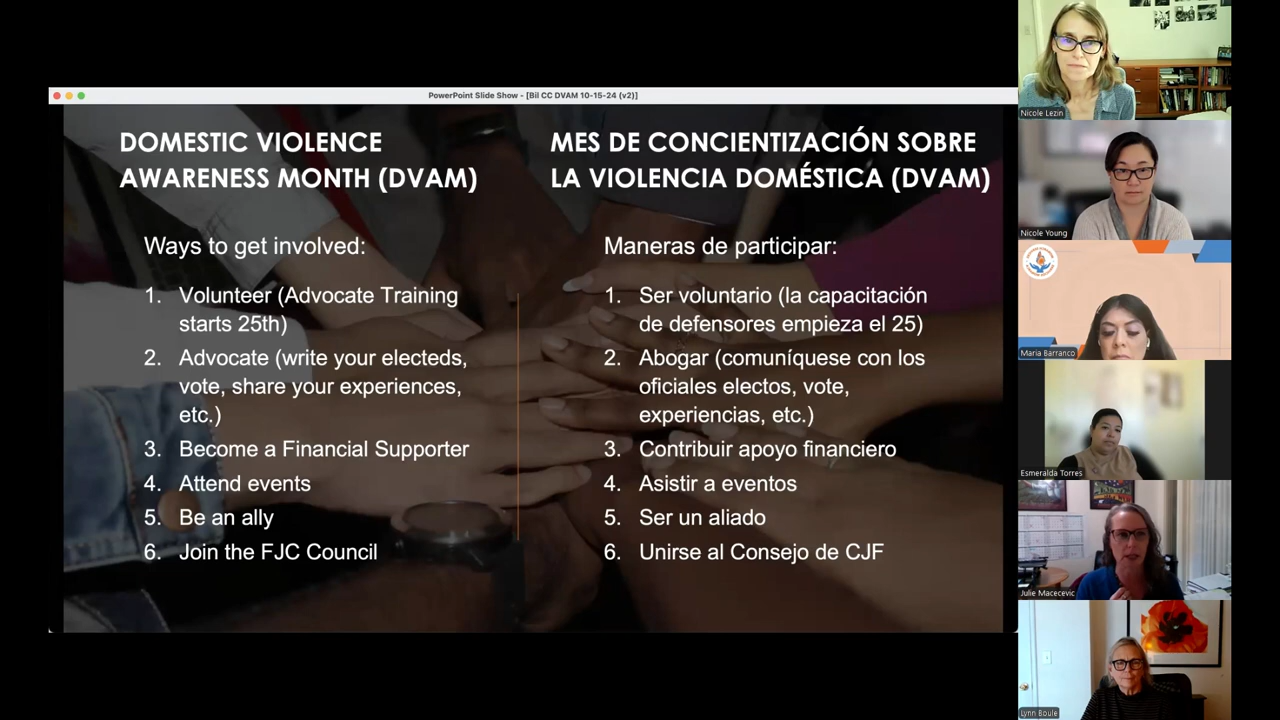 PowerPoint Slide Show - [Bil CC DVAM 10-15-24 (v2)]
DOMESTIC VIOLENCE
AWARENESS MONTH (DVAM)
Ways to get involved:
1. Volunteer (Advocate Training
starts 25th)
2. Advocate (write your electeds,
vote, share your experiences,
etc.)
3. Become a Financial Supporter
4. Attend events
5. Be an ally
6. Join the FJC Council
MES DE CONCIENTIZACIÓN SOBRE
LA VIOLENCIA DOMÉSTICA (DVAM)
Maneras de participar:
1. Ser voluntario (la capacitación
de defensores empieza el 25)
2. Abogar (comuníquese con los
oficiales electos, vote,
experiencias, etc.)
3. Contribuir apoyo financiero
4. Asistir a eventos
5. Ser un aliado
6. Unirse al Consejo de CJF
Nicole Lezin
Nicole Young
Maria Barranco
Esmeralda Torres
Julie Macecevic
Lynn Boule